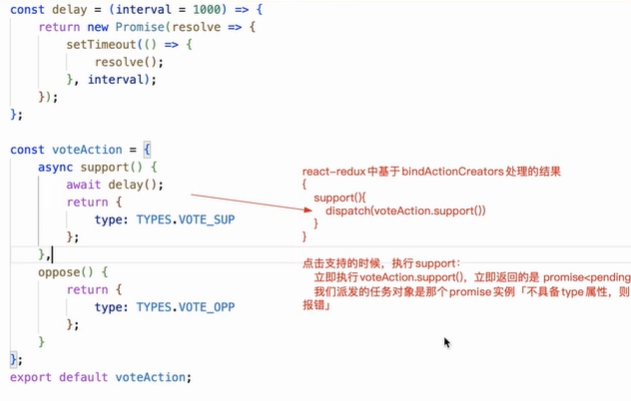 const delay = (interval = 1000) => {
return new Promise(resolve => {
setTimeout(() => {
resolve();
}, interval);
});
};
const voteAction = {
async support() {
await delay();
return {
type: TYPES.VOTE_SUP
};
},
oppose() {
return {
type: TYPES.VOTE_OPP
};
}
};
export default voteAction;
react-redux中基于bindActionCreators处理的结果
{
support(){
dispatch(voteAction.support())
}
}
点击支持的时候，执行support：
立即执行voteAction.support()，立即返回的是 promise<pending
我们派发的任务对象是那个promise实例「不具备type属性，则
报错」